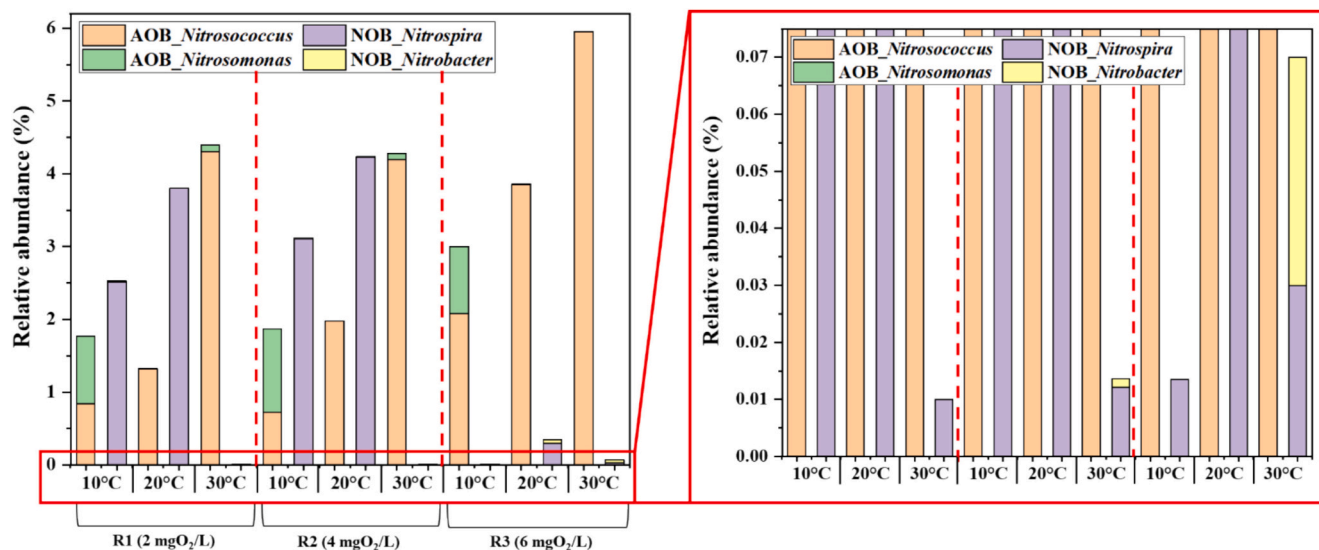 6
5
4
3
2
1
0
Relative abundance (%)
AOB_Nitrosococcus NOB_Nitrospira
AOB_Nitrosomonas NOB_Nitrobacter
10°C 20°C 30°C 10°C 20°C 30°C 10°C 20°C 30°C
R1 (2 mgO₂/L) R2 (4 mgO₂/L) R3 (6 mgO₂/L)
0.07
0.06
0.05
0.04
0.03
0.02
0.01
0.00
Relative abundance (%)
AOB_Nitrosococcus NOB_Nitrospira
AOB_Nitrosomonas NOB_Nitrobacter
10°C 20°C 30°C 10°C 20°C 30°C 10°C 20°C 30°C